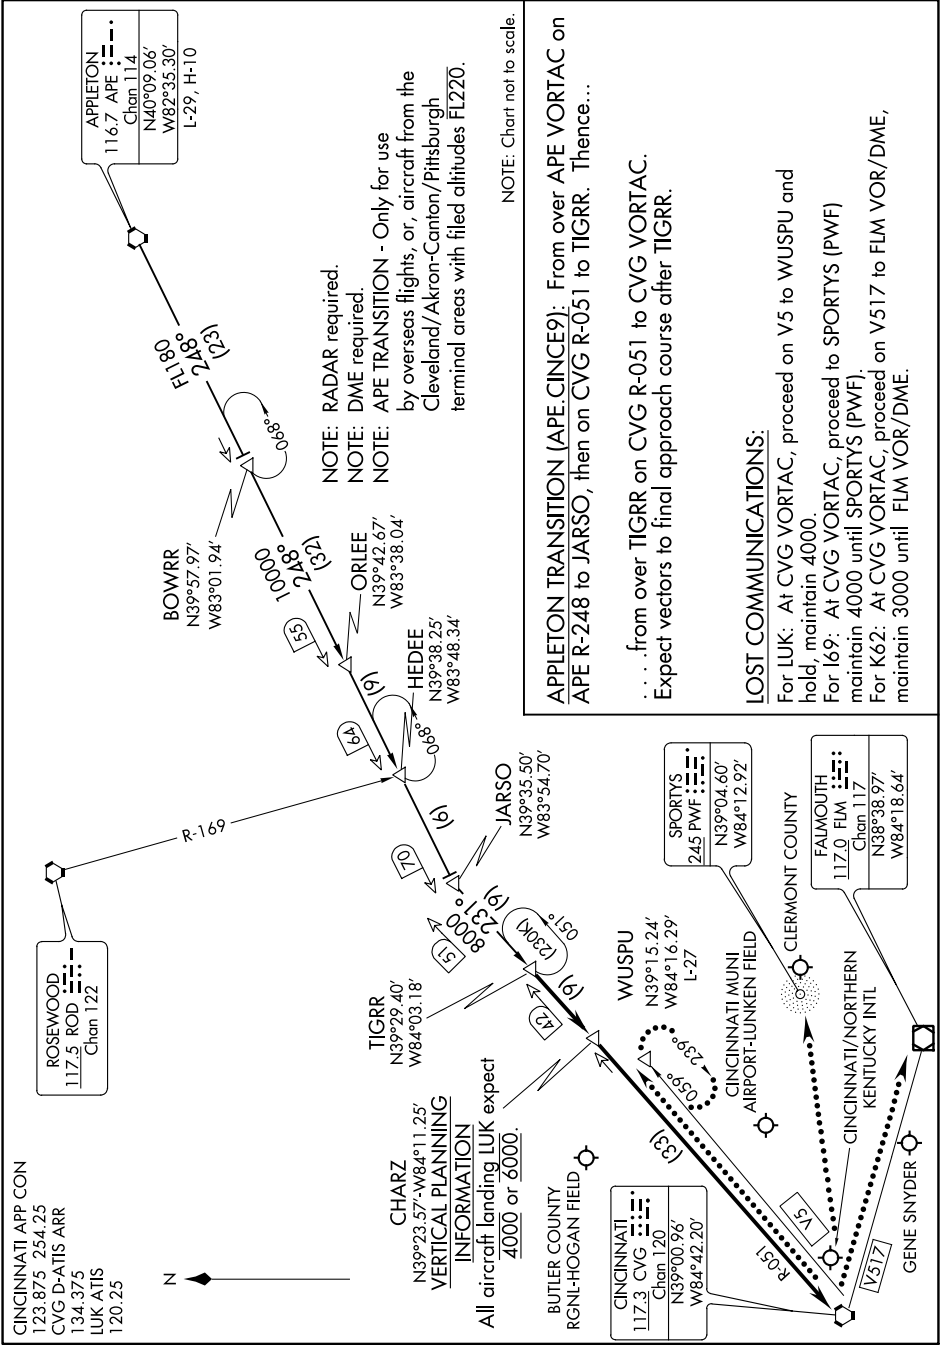 CINCINNATI APP CON
123.875 254.25
CVG D-ATIS ARR
134.375
LUK ATIS
120.25
N
ROSEWOOD
117.5 ROD
Chan 122
R-169
APPLETON
116.7 APE
Chan 114
N40°09.06'
W82°35.30'
L-29, H-10
FL180
248°
(23)
BOWRR
N39°57.97'
W83°01.94'
068°
10000
248°
(32)
55
ORLEE
N39°42.67'
W83°38.04'
(9)
64
HEDEE
N39°38.25'
W83°48.34'
068°
(6)
70
JARSO
N39°35.50'
W83°54.70'
51
8000
231°
(9)
(230K)
051°
TIGRR
N39°29.40'
W84°03.18'
42
(9)
CHARZ
N39°23.57'-W84°11.25'
VERTICAL PLANNING
INFORMATION
All aircraft landing LUK expect
4000 or 6000.
WUSPU
N39°15.24'
W84°16.29'
L-27
239°
059°
(33)
R-051
V5
V517
BUTLER COUNTY
RGNL-HOGAN FIELD
CINCINNATI
117.3 CVG
Chan 120
N39°00.96'
W84°42.20'
CINCINNATI MUNI
AIRPORT-LUNKEN FIELD
SPORTYS
245 PWF
N39°04.60'
W84°12.92'
CLERMONT COUNTY
CINCINNATI/NORTHERN
KENTUCKY INTL
FALMOUTH
117.0 FLM
Chan 117
N38°38.97'
W84°18.64'
GENE SNYDER
NOTE: RADAR required.
NOTE: DME required.
NOTE: APE TRANSITION - Only for use
by overseas flights, or, aircraft from the
Cleveland/Akron-Canton/Pittsburgh
terminal areas with filed altitudes FL220.
NOTE: Chart not to scale.
APPLETON TRANSITION (APE.CINCE9): From over APE VORTAC on
APE R-248 to JARSO, then on CVG R-051 to TIGRR. Thence...
. . . .from over TIGRR on CVG R-051 to CVG VORTAC.
Expect vectors to final approach course after TIGRR.
LOST COMMUNICATIONS:
For LUK: At CVG VORTAC, proceed on V5 to WUSPU and
hold, maintain 4000.
For I69: At CVG VORTAC, proceed to SPORTYS (PWF)
maintain 4000 until SPORTYS (PWF).
For K62: At CVG VORTAC, proceed on V517 to FLM VOR/DME,
maintain 3000 until FLM VOR/DME.